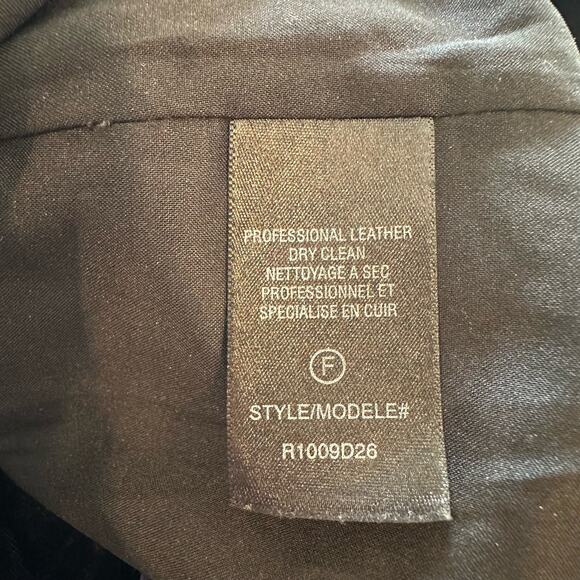 PROFESSIONAL LEATHER
DRY CLEAN
NETTOYAGE A SEC
PROFESSIONNEL ET
SPECIALISE EN CUIR
F
STYLE/MODELE#
R1009D26